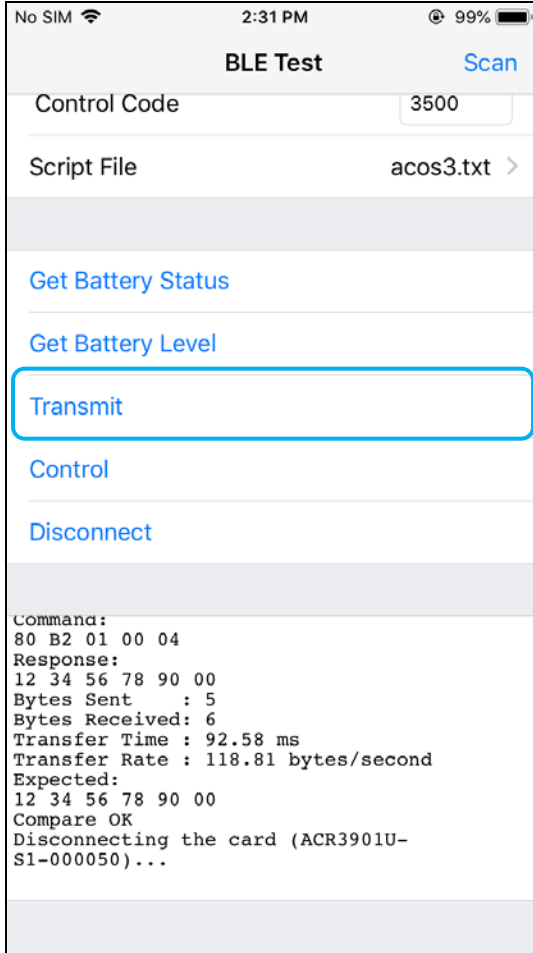 No SIM 2:31 PM 99%
BLE Test Scan
Control Code 3500
Script File acos3.txt
Get Battery Status
Get Battery Level
Transmit
Control
Disconnect
Command:
80 B2 01 00 04
Response:
12 34 56 78 90 00
Bytes Sent    : 5
Bytes Received: 6
Transfer Time : 92.58 ms
Transfer Rate : 118.81 bytes/second
Expected:
12 34 56 78 90 00
Compare OK
Disconnecting the card (ACR3901U-
S1-000050)...